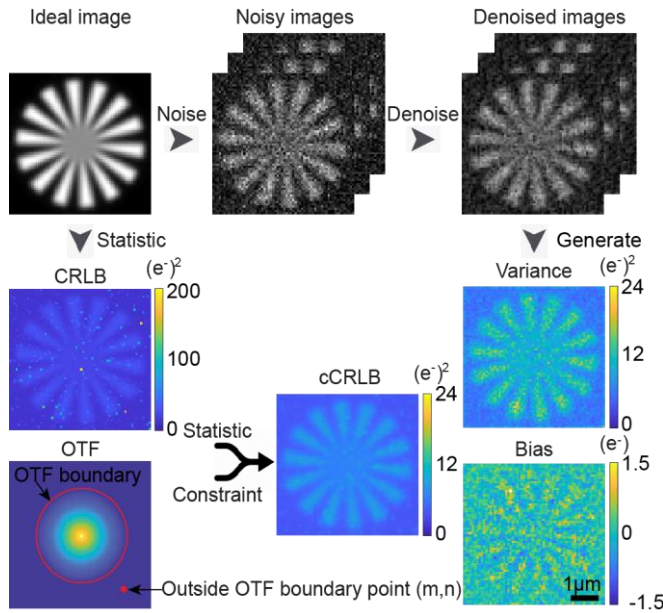 Ideal image
Noisy images
Denoised images
Noise
Denoise
Statistic
Generate
CRLB
(e⁻)²
200
100
0
Variance
(e⁻)²
24
12
0
cCRLB
(e⁻)²
24
12
0
OTF
OTF boundary
Statistic
Constraint
Bias
(e⁻)
1.5
0
-1.5
1μm
Outside OTF boundary point (m,n)